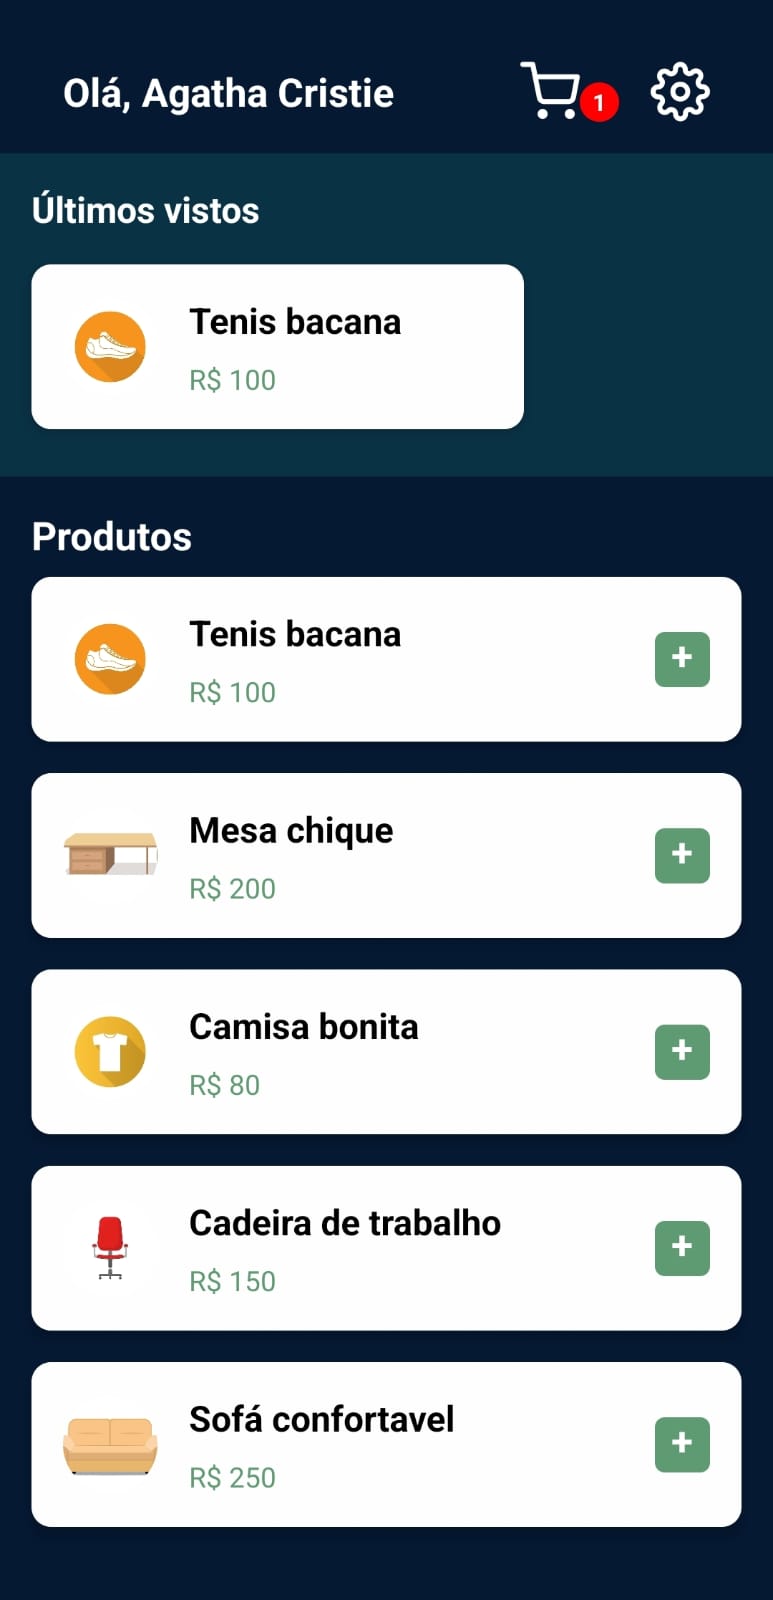 Olá, Agatha Cristie
1
Últimos vistos
Tenis bacana
R$ 100
Produtos
Tenis bacana
R$ 100
+
Mesa chique
R$ 200
+
Camisa bonita
R$ 80
+
Cadeira de trabalho
R$ 150
+
Sofá confortavel
R$ 250
+